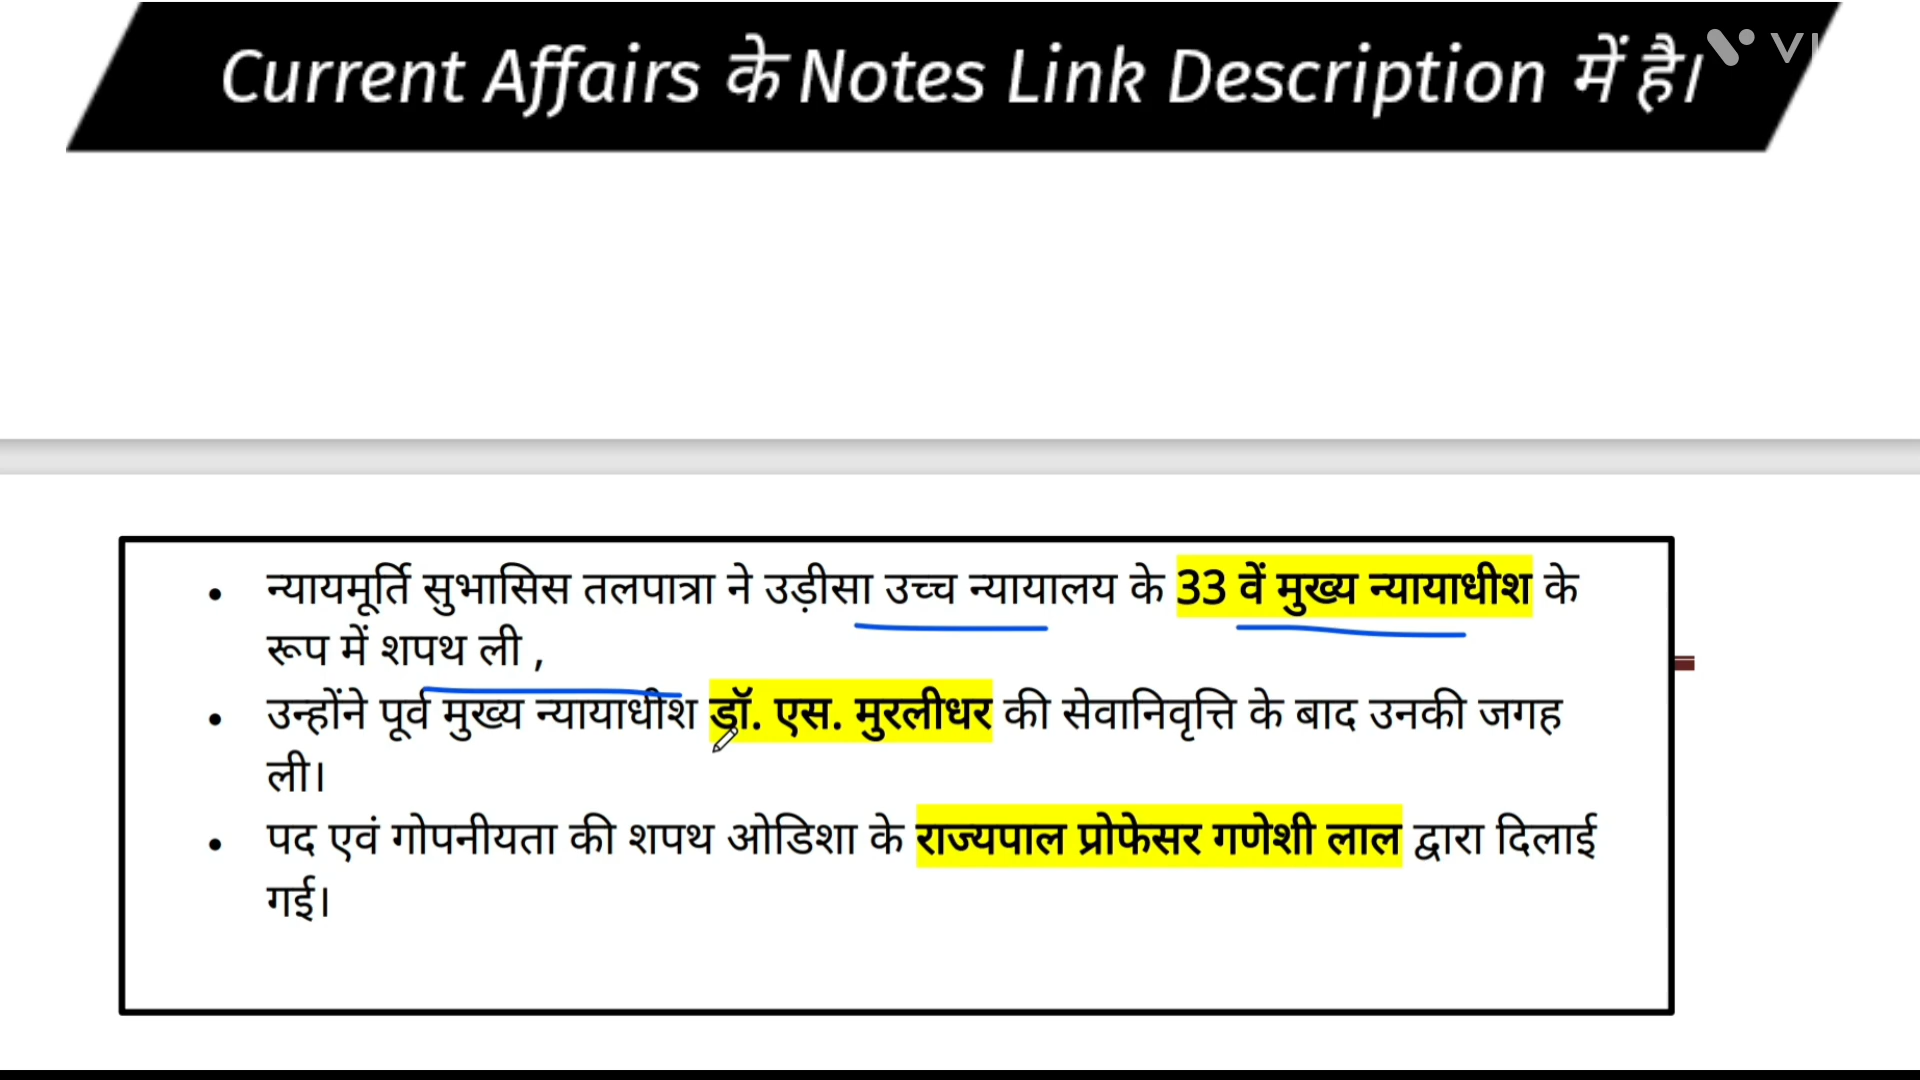 Current Affairs के Notes Link Description में है।
न्यायमूर्ति सुभासिस तलपात्रा ने उड़ीसा उच्च न्यायालय के 33 वें मुख्य न्यायाधीश के
रूप में शपथ ली ,
उन्होंने पूर्व मुख्य न्यायाधीश डॉ. एस. मुरलीधर की सेवानिवृत्ति के बाद उनकी जगह
ली।
पद एवं गोपनीयता की शपथ ओडिशा के राज्यपाल प्रोफेसर गणेशी लाल द्वारा दिलाई
गई।